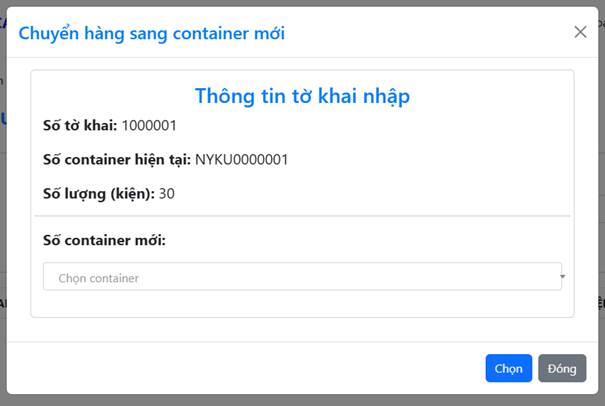 Chuyển hàng sang container mới
Thông tin tờ khai nhập
Số tờ khai: 1000001
Số container hiện tại: NYKU0000001
Số lượng (kiện): 30
Số container mới:
Chọn container
Chọn Đóng